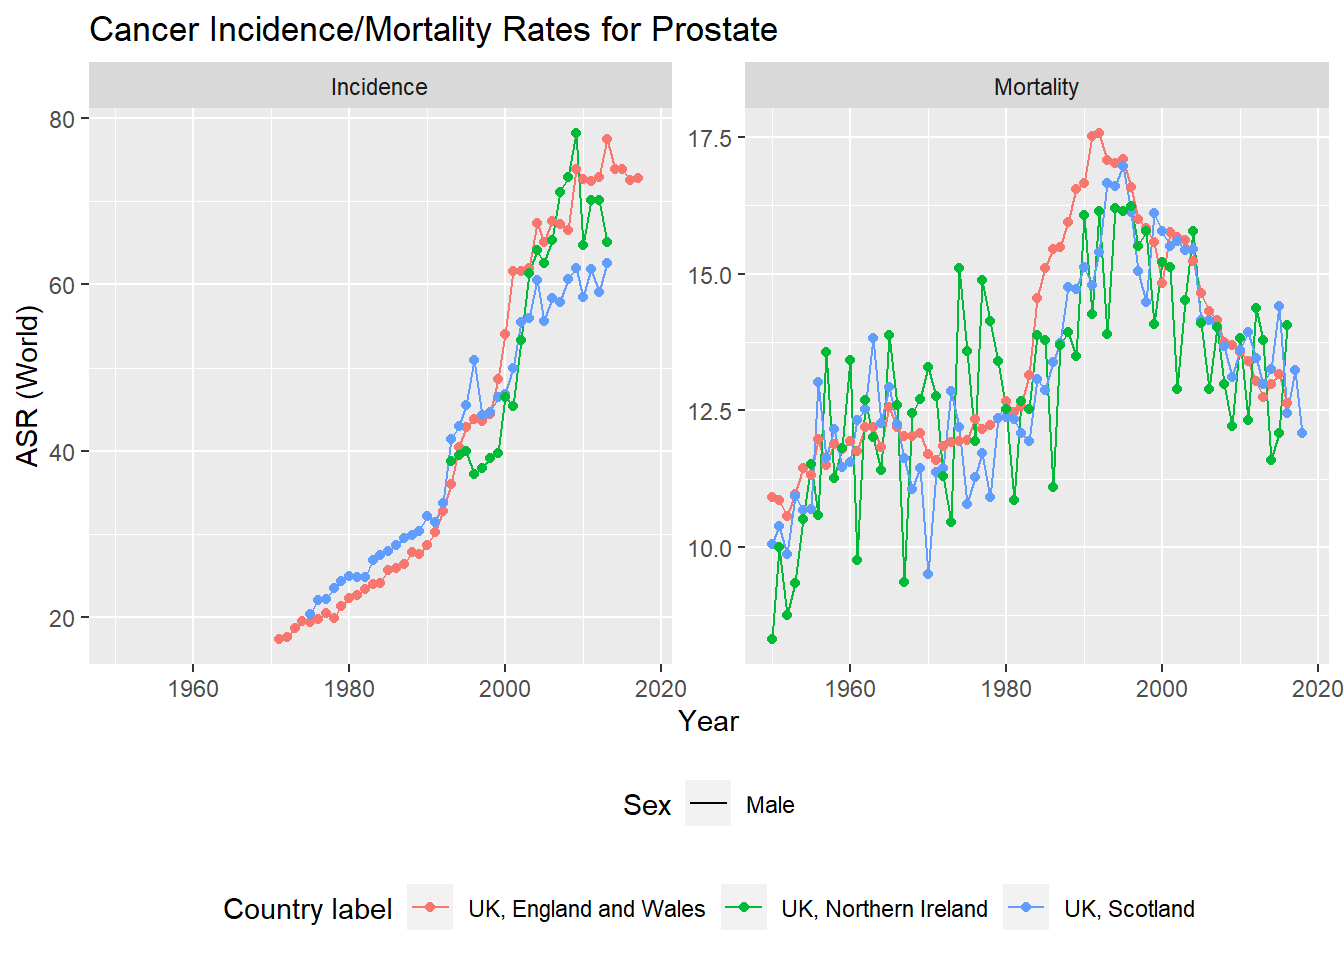 Cancer Incidence/Mortality Rates for Prostate
Incidence
Mortality
ASR (World)
80
60
40
20
17.5
15.0
12.5
10.0
1960 1980 2000 2020
1960 1980 2000 2020
Year
Sex Male
Country label UK, England and Wales UK, Northern Ireland UK, Scotland